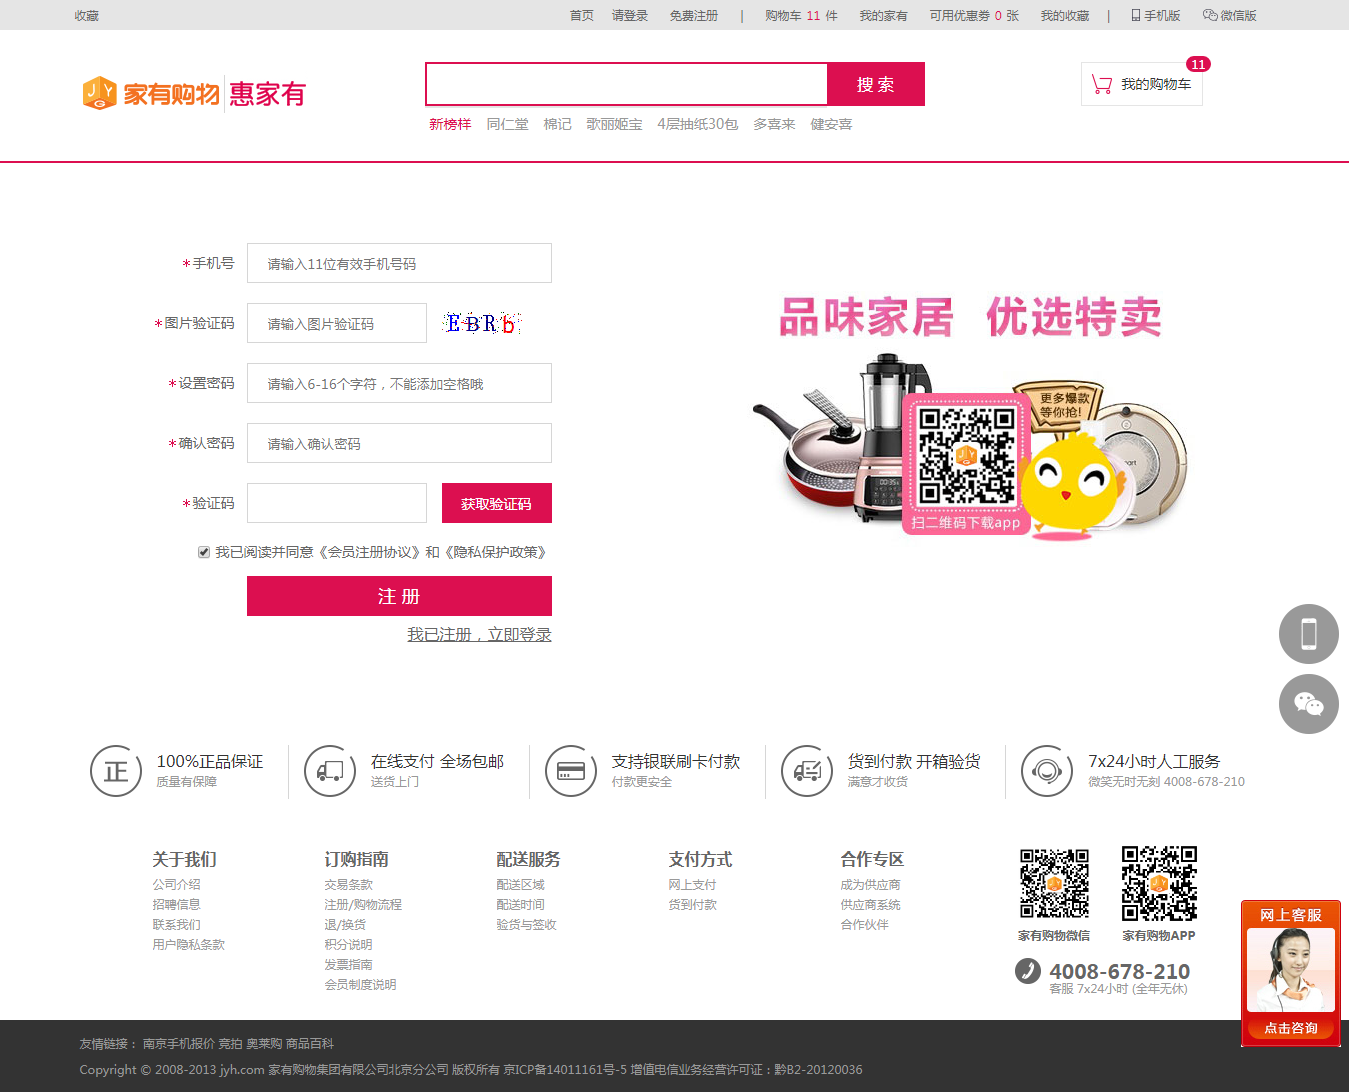 收藏
首页 请登录 免费注册 | 购物车 11 件 我的家有 可用优惠券 0 张 我的收藏 | 手机版 微信版
JYG 家有购物 惠家有
搜 索
我的购物车
11
新榜样 同仁堂 棉记 歌丽姬宝 4层抽纸30包 多喜来 健安喜
*手机号 请输入11位有效手机号码
*图片验证码 请输入图片验证码 EBRb
*设置密码 请输入6-16个字符，不能添加空格哦
*确认密码 请输入确认密码
*验证码 获取验证码
我已阅读并同意《会员注册协议》和《隐私保护政策》
注 册
我已注册，立即登录
品味家居 优选特卖
更多爆款
等你抢!
扫二维码下载app
正
100%正品保证
质量有保障
在线支付 全场包邮
送货上门
支持银联刷卡付款
付款更安全
货到付款 开箱验货
满意才收货
7x24小时人工服务
微笑无时无刻 4008-678-210
关于我们
公司介绍
招聘信息
联系我们
用户隐私条款
订购指南
交易条款
注册/购物流程
退/换货
积分说明
发票指南
会员制度说明
配送服务
配送区域
配送时间
验货与签收
支付方式
网上支付
货到付款
合作专区
成为供应商
供应商系统
合作伙伴
家有购物微信
家有购物APP
4008-678-210
客服 7x24小时 (全年无休)
网上客服
点击咨询
友情链接： 南京手机报价 竞拍 奥莱购 商品百科
Copyright © 2008-2013 jyh.com 家有购物集团有限公司北京分公司 版权所有 京ICP备14011161号-5 增值电信业务经营许可证：黔B2-20120036